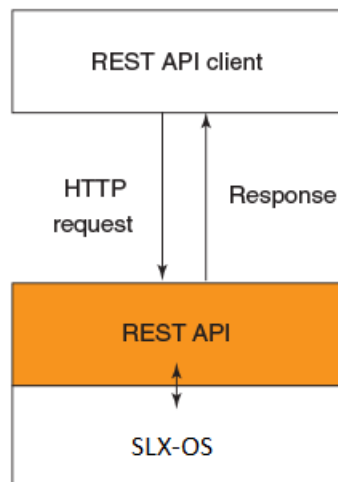 REST API client
HTTP
request
Response
REST API
SLX-OS